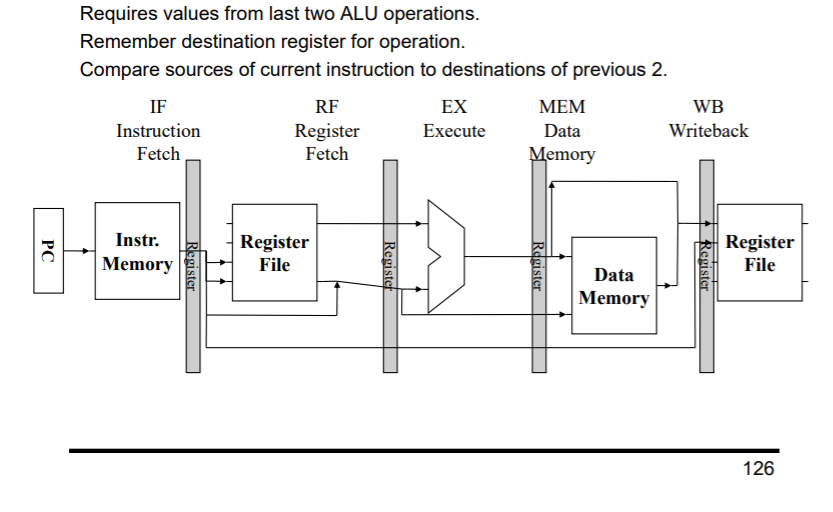 Requires values from last two ALU operations.
Remember destination register for operation.
Compare sources of current instruction to destinations of previous 2.
IF
Instruction
Fetch
RF
Register
Fetch
EX
Execute
MEM
Data
Memory
WB
Writeback
PC
Instr.
Memory
Register
Register
File
Register
Register
Data
Memory
Register
Register
File
126